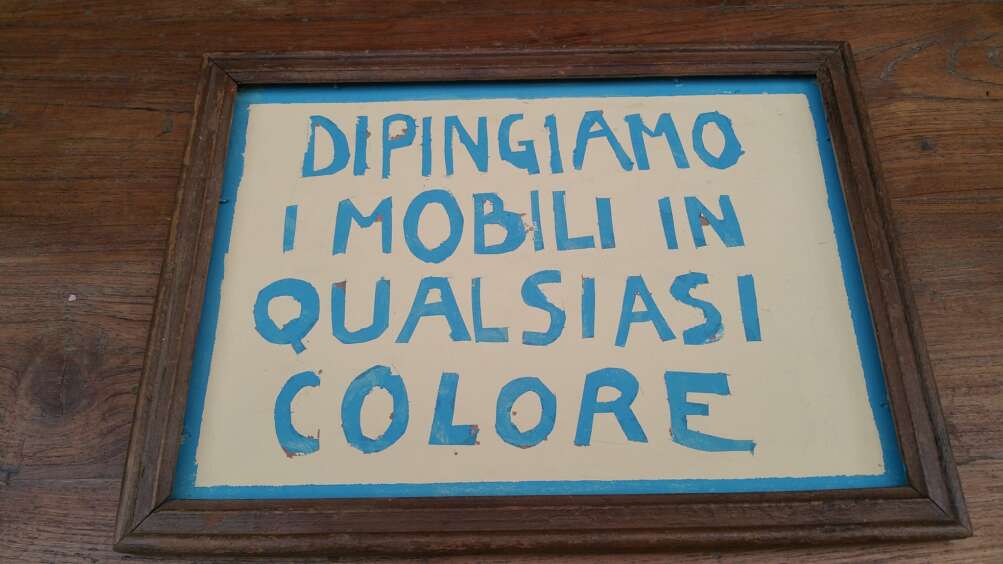 DIPINGIAMO
I MOBILI IN
QUALSIASI
COLORE